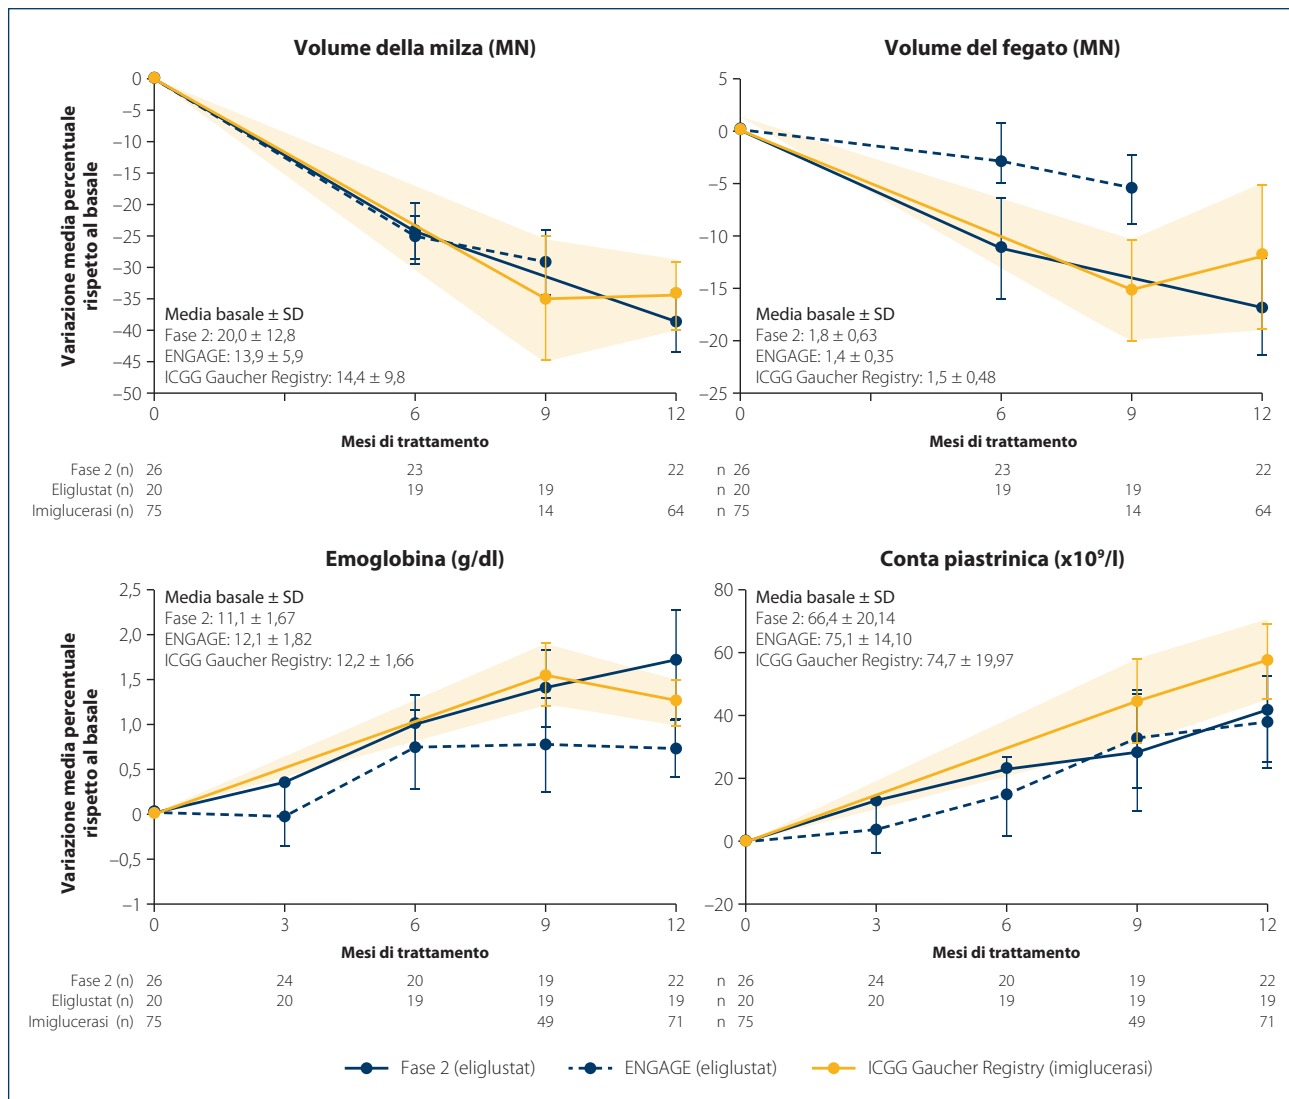 Volume della milza (MN)
Variazione media percentuale
rispetto al basale
0
–5
–10
–15
–20
–25
–30
–35
–40
–45
–50
Media basale ± SD
Fase 2: 20,0 ± 12,8
ENGAGE: 13,9 ± 5,9
ICGG Gaucher Registry: 14,4 ± 9,8
0 6 9 12
Mesi di trattamento
Fase 2 (n) 26 23 22
Eliglustat (n) 20 19 19
Imiglucerasi (n) 75 14 64
Volume del fegato (MN)
5
0
–5
–10
–15
–20
–25
Media basale ± SD
Fase 2: 1,8 ± 0,63
ENGAGE: 1,4 ± 0,35
ICGG Gaucher Registry: 1,5 ± 0,48
0 6 9 12
Mesi di trattamento
n 26 23 22
n 20 19 19
n 75 14 64
Emoglobina (g/dl)
Variazione media percentuale
rispetto al basale
2,5
2,0
1,5
1,0
0,5
0
–0,5
–1
Media basale ± SD
Fase 2: 11,1 ± 1,67
ENGAGE: 12,1 ± 1,82
ICGG Gaucher Registry: 12,2 ± 1,66
0 3 6 9 12
Mesi di trattamento
Fase 2 (n) 26 24 20 19 22
Eliglustat (n) 20 20 19 19 19
Imiglucerasi (n) 75 49 71
Conta piastrinica (x10⁹/l)
80
60
40
20
0
–20
Media basale ± SD
Fase 2: 66,4 ± 20,14
ENGAGE: 75,1 ± 14,10
ICGG Gaucher Registry: 74,7 ± 19,97
0 3 6 9 12
Mesi di trattamento
n 26 24 20 19 22
n 20 20 19 19 19
n 75 49 71
Fase 2 (eliglustat) ENGAGE (eliglustat) ICGG Gaucher Registry (imiglucerasi)